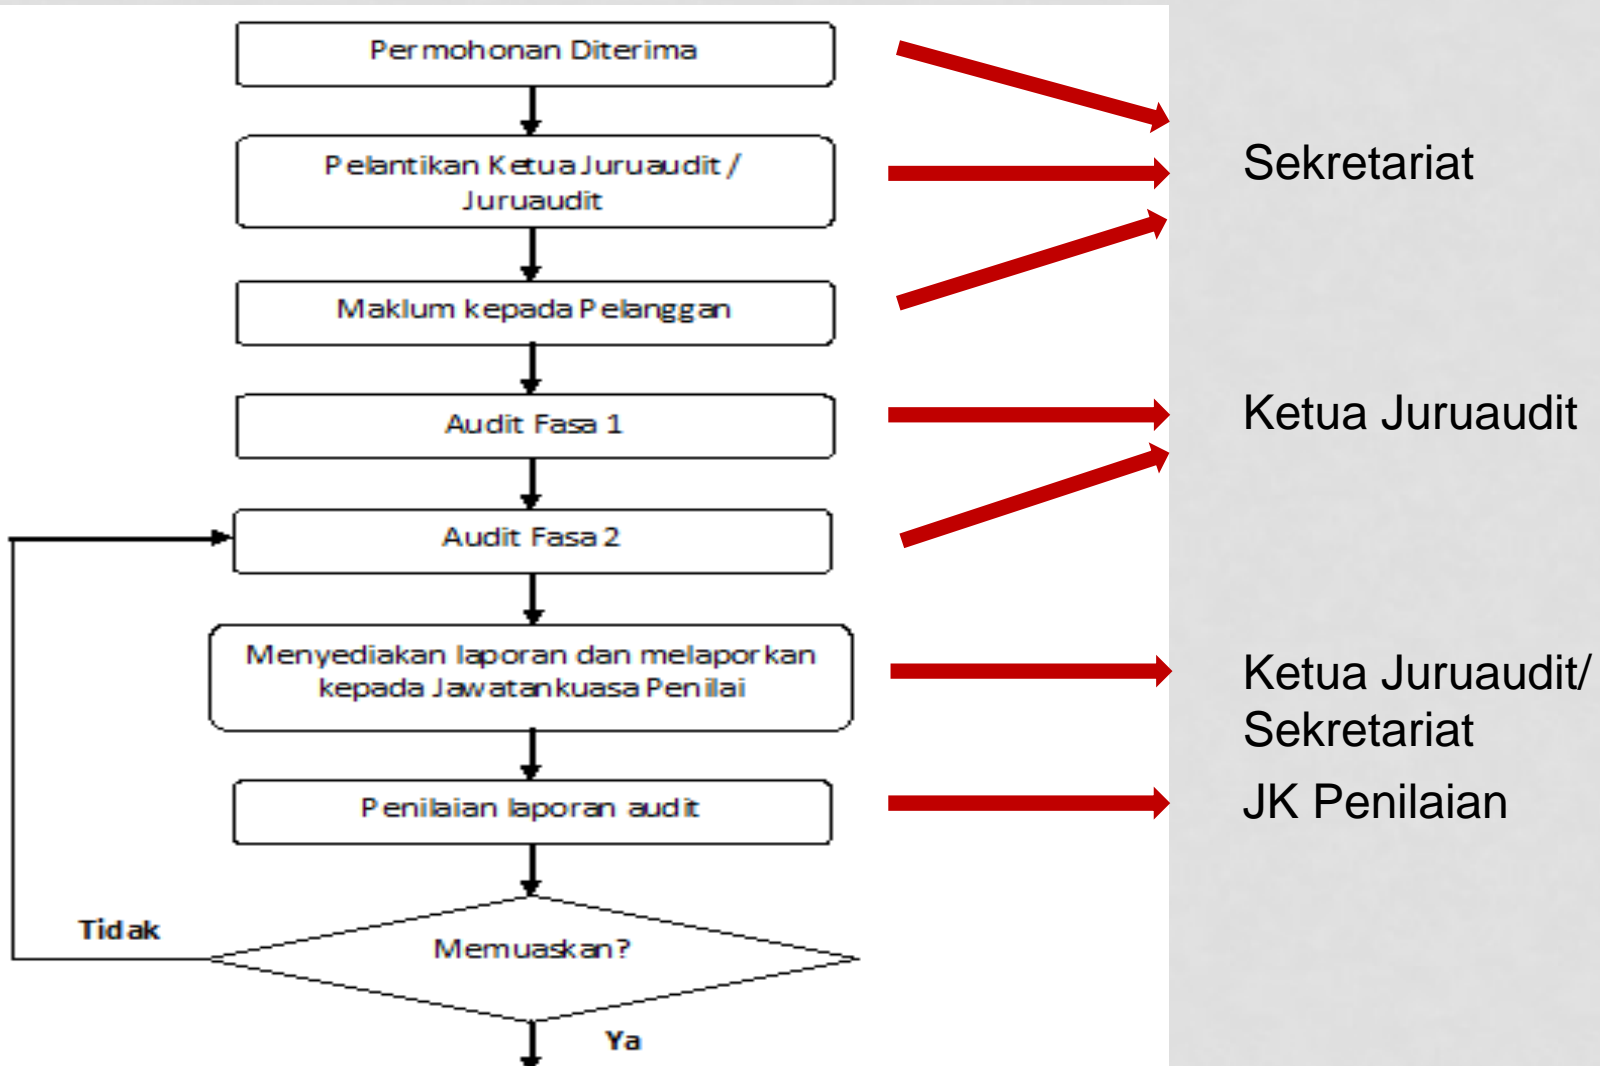 Permohonan Diterima
Pelantikan Ketua Juruaudit /
Juruaudit
Sekretariat
Maklum kepada Pelanggan
Audit Fasa 1
Ketua Juruaudit
Audit Fasa 2
Menyediakan laporan dan melaporkan
kepada Jawatankuasa Penilai
Ketua Juruaudit/
Sekretariat
Penilaian laporan audit
JK Penilaian
Tidak
Memuaskan?
Ya